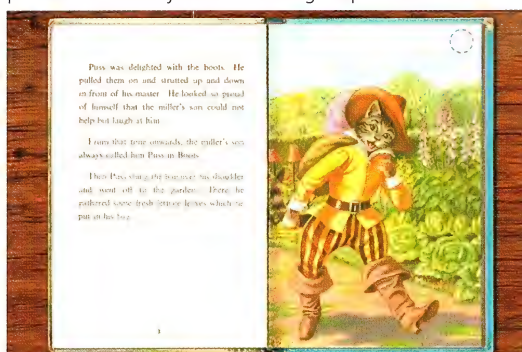 Puss was delighted with the boots. He
pulled them on and strutted up and down
in front of his master. He looked so proud
of himself that the miller's son could not
help but laugh at him.
From that time onwards, the miller's son
always called him Puss in Boots.
Then Puss slung the bag over his shoulder
and went off to the garden. There he
gathered some fresh lettuce leaves which he
put in his bag.